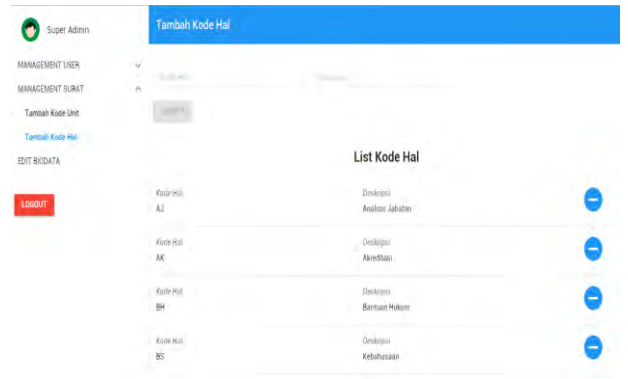 Super Admin
Tambah Kode Hal
MANAGEMENT USER
MANAGEMENT SURAT
Tambah Kode Unit
Tambah Kode Hal
EDIT BIODATA
LOGOUT
List Kode Hal
Kode Hal
Deskripsi
AJ
Analisis Jabatan
Kode Hal
Deskripsi
AK
Akreditasi
Kode Hal
Deskripsi
BH
Bantuan Hukum
Kode Hal
Deskripsi
BS
Kebahasaan